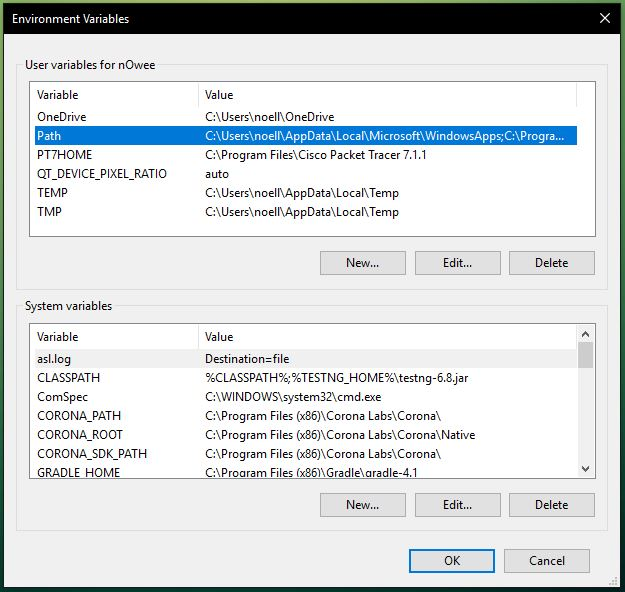 Environment Variables
User variables for nOwee
Variable Value
OneDrive C:\Users\noell\OneDrive
Path C:\Users\noell\AppData\Local\Microsoft\WindowsApps;C:\Progra...
PT7HOME C:\Program Files\Cisco Packet Tracer 7.1.1
QT_DEVICE_PIXEL_RATIO auto
TEMP C:\Users\noell\AppData\Local\Temp
TMP C:\Users\noell\AppData\Local\Temp
New... Edit... Delete
System variables
Variable Value
asl.log Destination=file
CLASSPATH %CLASSPATH%;%TESTNG_HOME%\testng-6.8.jar
ComSpec C:\WINDOWS\system32\cmd.exe
CORONA_PATH C:\Program Files (x86)\Corona Labs\Corona\
CORONA_ROOT C:\Program Files (x86)\Corona Labs\Corona/Native
CORONA_SDK_PATH C:\Program Files (x86)\Corona Labs\Corona\
GRADLE_HOME C:\Program Files (x86)\Gradle\gradle-4.1
New... Edit... Delete
OK Cancel